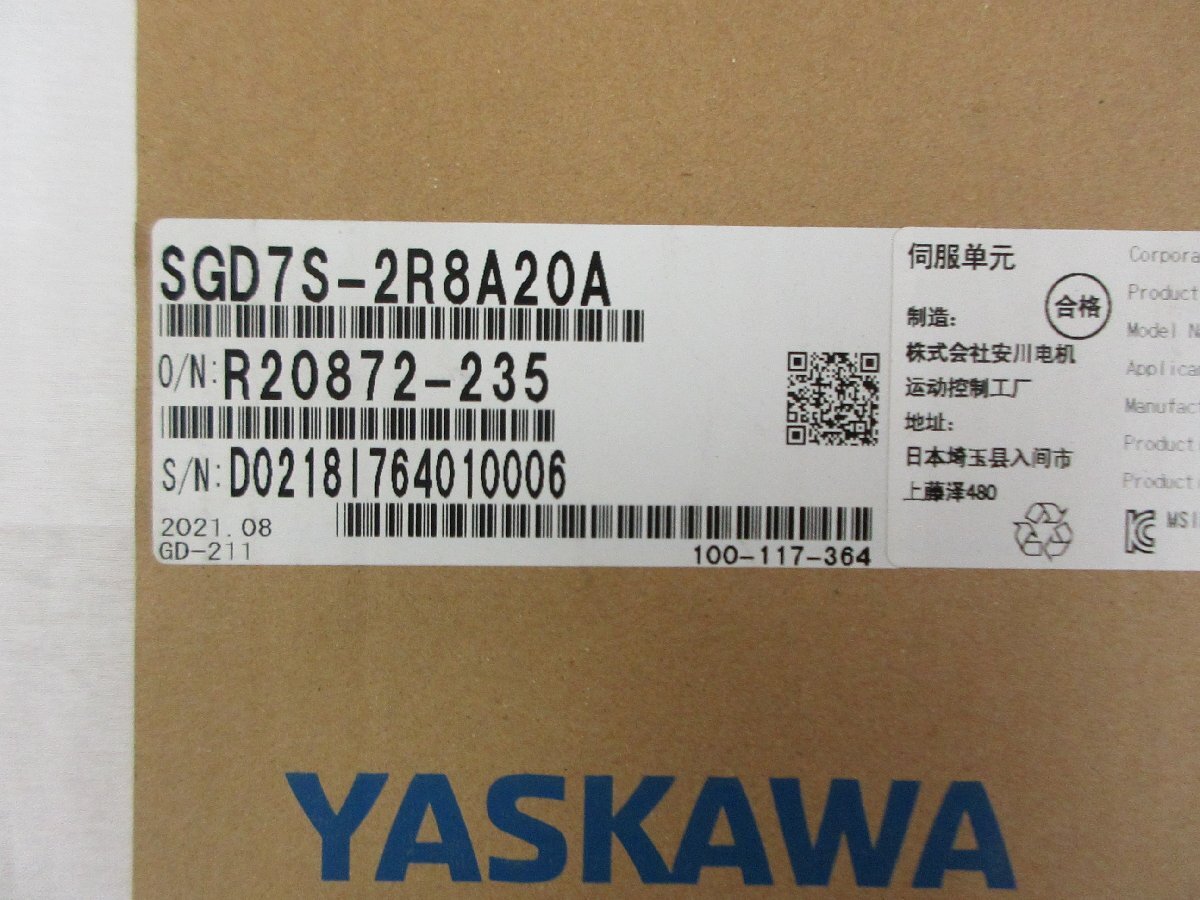 SGD7S-2R8A20A
O/N: R20872-235
S/N: D0218I764010006
2021.08
GD-211
100-117-364
伺服单元
合格
制造:
株式会社安川电机
运动控制工厂
地址:
日本埼玉县入间市
上藤泽480
Corpora
Product
Model Na
Applican
Manufact
Product
Product
MSI
YASKAWA